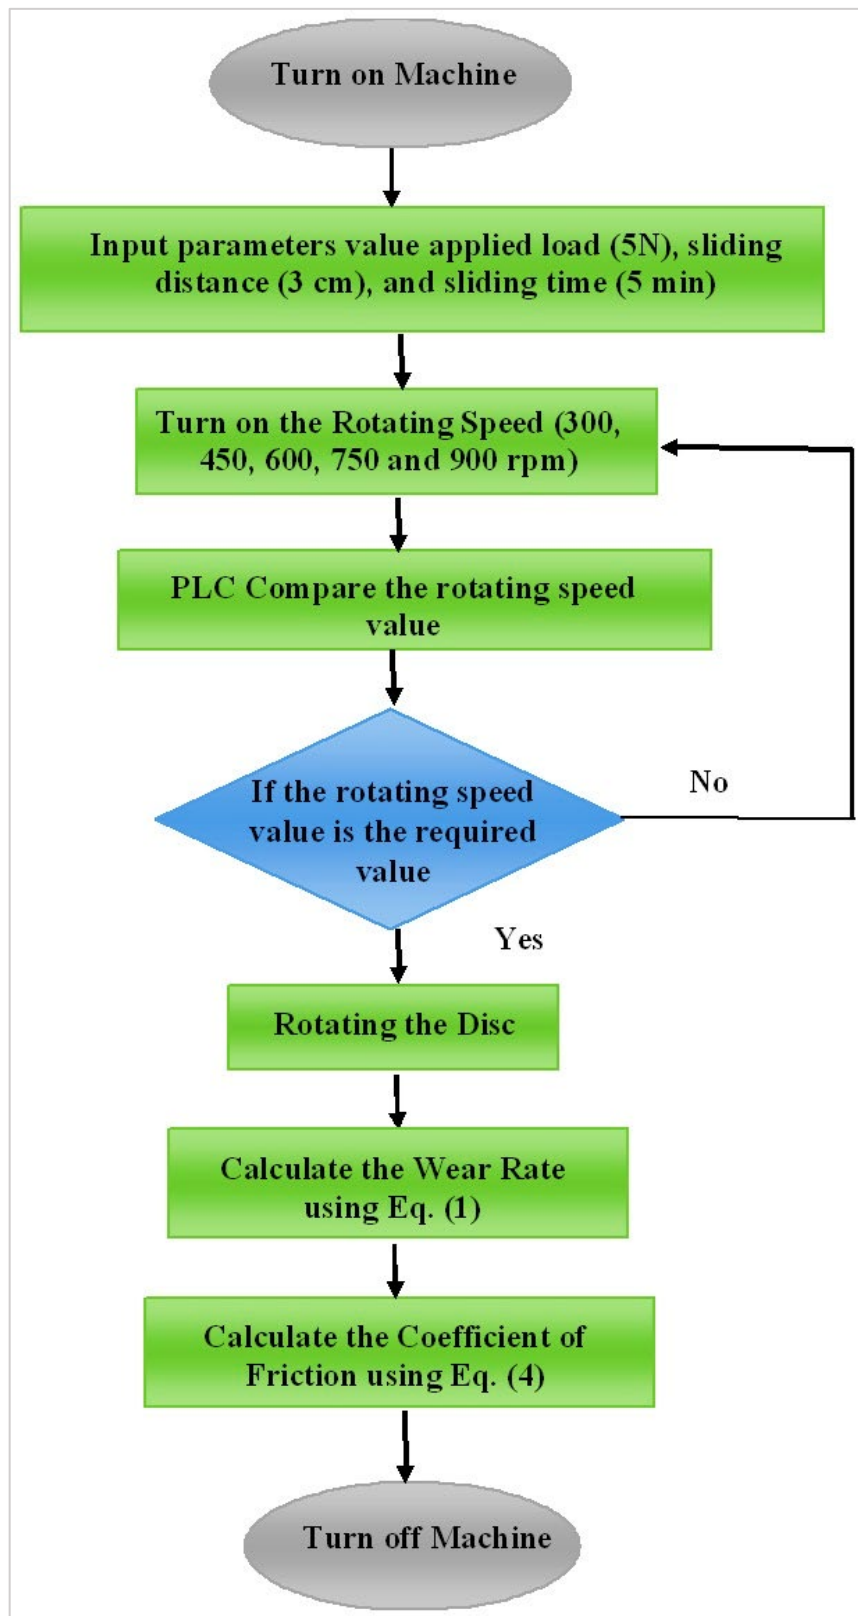 Turn on Machine
Input parameters value applied load (5N), sliding
distance (3 cm), and sliding time (5 min)
Turn on the Rotating Speed (300,
450, 600, 750 and 900 rpm)
PLC Compare the rotating speed
value
If the rotating speed
value is the required
value
No
Yes
Rotating the Disc
Calculate the Wear Rate
using Eq. (1)
Calculate the Coefficient of
Friction using Eq. (4)
Turn off Machine